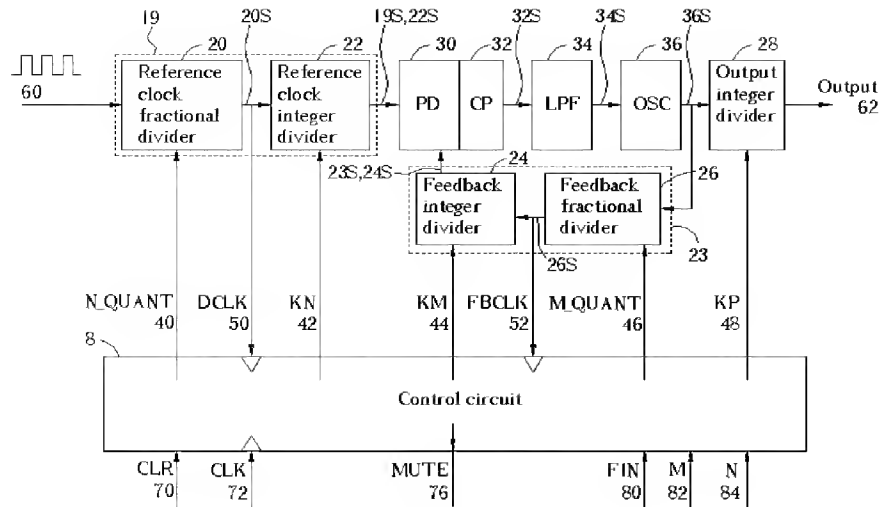 19
20
20S
22
19S,22S
30
32
32S
34
34S
36
36S
28
60
Reference
clock
fractional
divider
Reference
clock
integer
divider
PD
CP
LPF
OSC
Output
integer
divider
Output
62
23S,24S
24
26
Feedback
integer
divider
Feedback
fractional
divider
26S
23
N_QUANT
40
DCLK
50
KN
42
KM
44
FBCLK
52
M_QUANT
46
KP
48
8
Control circuit
CLR
70
CLK
72
MUTE
76
FIN
80
M
82
N
84